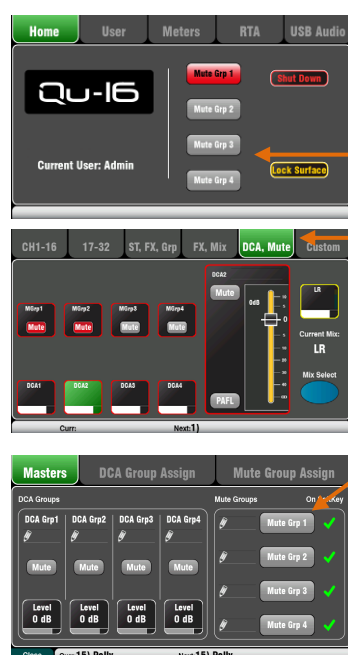 Home User Meters RTA USB Audio
Qu-16
Current User: Admin
Mute Grp 1
Mute Grp 2
Mute Grp 3
Mute Grp 4
Shut Down
Lock Surface
CH1-16 17-32 ST, FX, Grp FX, Mix DCA, Mute Custom
MGrp1 MGrp2 MGrp3 MGrp4
Mute Mute Mute Mute
DCA1 DCA2 DCA3 DCA4
DCA2
Mute
0dB
0
PAFL
LR
Current Mix:
LR
Mix Select
Curr: Next:1)
Masters DCA Group Assign Mute Group Assign
DCA Groups
DCA Grp1 DCA Grp2 DCA Grp3 DCA Grp4
Mute Mute Mute Mute
Level Level Level Level
0 dB 0 dB 0 dB 0 dB
Mute Groups On
Mute Grp 1
Mute Grp 2
Mute Grp 3
Mute Grp 4